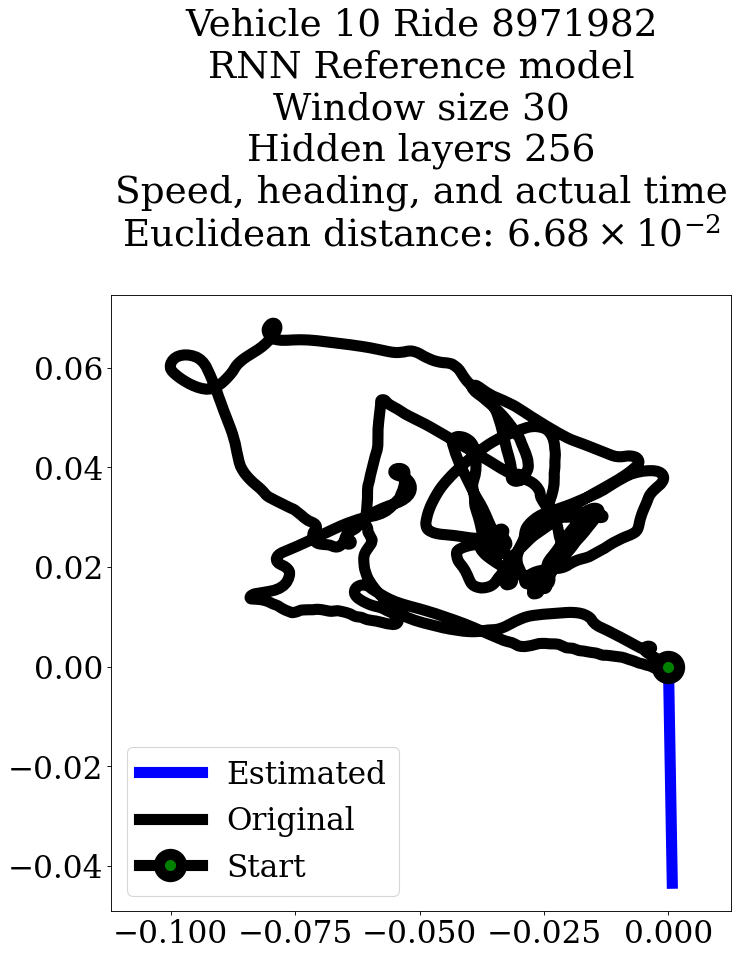 Vehicle 10 Ride 8971982
RNN Reference model
Window size 30
Hidden layers 256
Speed, heading, and actual time
Euclidean distance: 6.68 × 10⁻²
0.06
0.04
0.02
0.00
−0.02
−0.04
Estimated
Original
Start
−0.100 −0.075 −0.050 −0.025 0.000